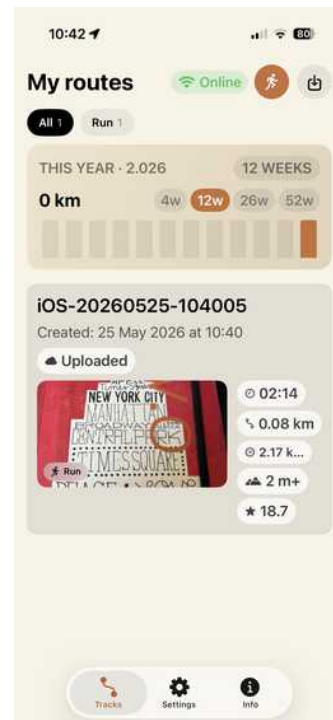 10:42
80
My routes
Online
All 1
Run 1
THIS YEAR · 2.026
12 WEEKS
0 km
4w
12w
26w
52w
iOS-20260525-104005
Created: 25 May 2026 at 10:40
Uploaded
NEW YORK CITY
MANHATTAN
BROADWAY
CENTRAL PARK
TIMES SQUARE
Run
02:14
0.08 km
2.17 k...
2 m+
18.7
Tracks
Settings
Info